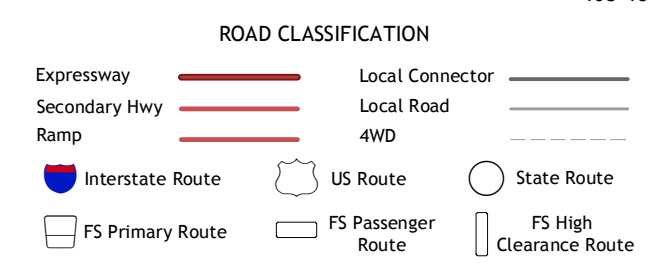 ROAD CLASSIFICATION
Expressway
Local Connector
Secondary Hwy
Local Road
Ramp
4WD
Interstate Route
US Route
State Route
FS Primary Route
FS Passenger
Route
FS High
Clearance Route